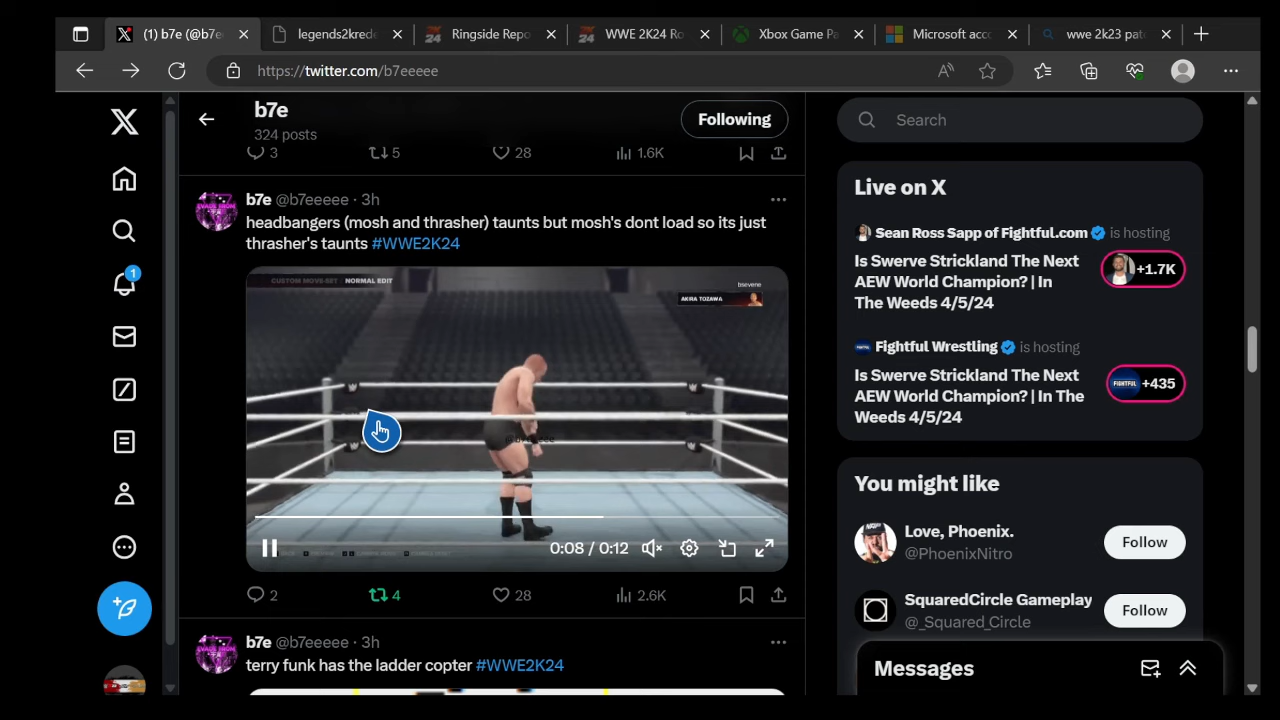 (1) b7e (@b7e
legends2krede
Ringside Repo
WWE 2K24 Ro
Xbox Game Pa
Microsoft acc
wwe 2k23 pat
https://twitter.com/b7eeeee
b7e
324 posts
Following
3
5
28
1.6K
b7e @b7eeeee · 3h
headbangers (mosh and thrasher) taunts but mosh's dont load so its just
thrasher's taunts #WWE2K24
CUSTOM MOVE-SET NORMAL EDIT
bsevene
AKIRA TOZAWA
0:08 / 0:12
2
4
28
2.6K
b7e @b7eeeee · 3h
terry funk has the ladder copter #WWE2K24
1
Search
Live on X
Sean Ross Sapp of Fightful.com is hosting
Is Swerve Strickland The Next
AEW World Champion? | In
The Weeds 4/5/24
+1.7K
Fightful Wrestling is hosting
Is Swerve Strickland The Next
AEW World Champion? | In The
Weeds 4/5/24
FIGHTFUL +435
You might like
Love, Phoenix.
@PhoenixNitro
Follow
SquaredCircle Gameplay
@_Squared_Circle
Follow
Messages